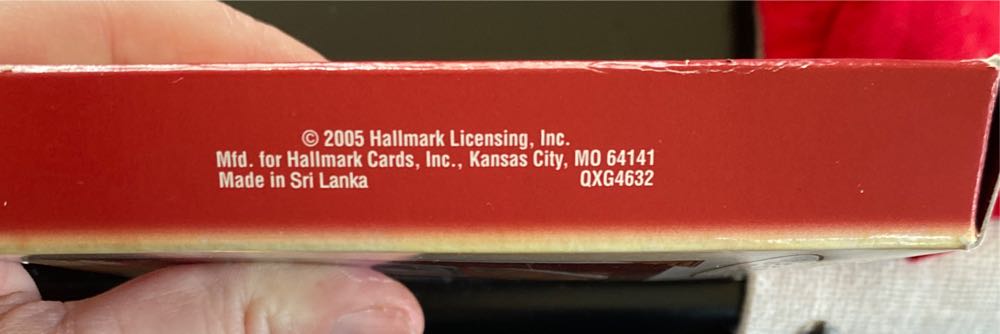 © 2005 Hallmark Licensing, Inc.
Mfd. for Hallmark Cards, Inc., Kansas City, MO 64141
Made in Sri Lanka QXG4632